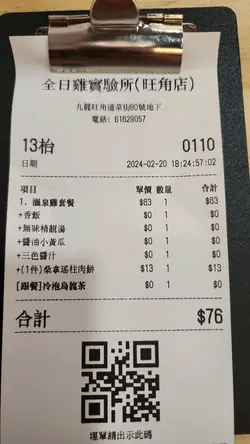 全日雞實驗所(旺角店)
九龍旺角通菜街60號地下
電話: 61628057
13枱 0110
日期 2024-02-20 18:24:57:02
項目 單價 數量 合計
1. 溫泉雞套餐 $63 1 $63
+香飯 $0 1 $0
+無味精靚湯 $0 1 $0
+醬油小黃瓜 $0 1 $0
+三色醬汁 $0 1 $0
+(1件)桑拿瑤柱肉餅 $13 1 $13
[跟餐]冷泡烏龍茶 $0 1 $0
合計 $76
埋單請出示此碼